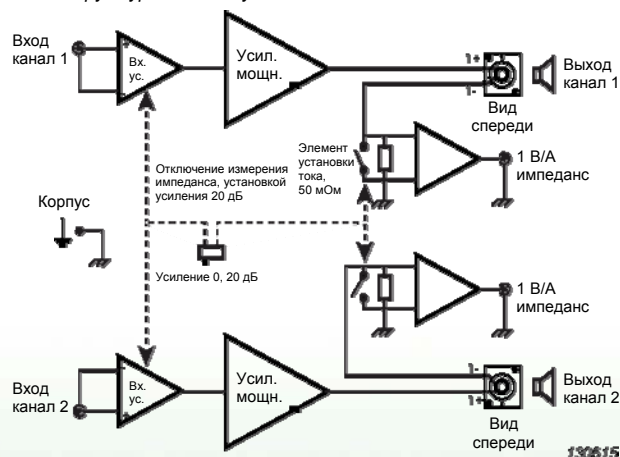 Вход
канал 1
Вх.
ус.
Усил.
мощн.
1+
1-
Выход
канал 1
Вид
спереди
Элемент
установки
тока,
50 мОм
Отключение измерения
импеданса, установкой
усиления 20 дБ
1 В/А
импеданс
Корпус
Усиление 0, 20 дБ
1 В/А
импеданс
Вход
канал 2
Вх.
ус.
Усил.
мощн.
1-
1+
Выход
канал 2
Вид
спереди
130615